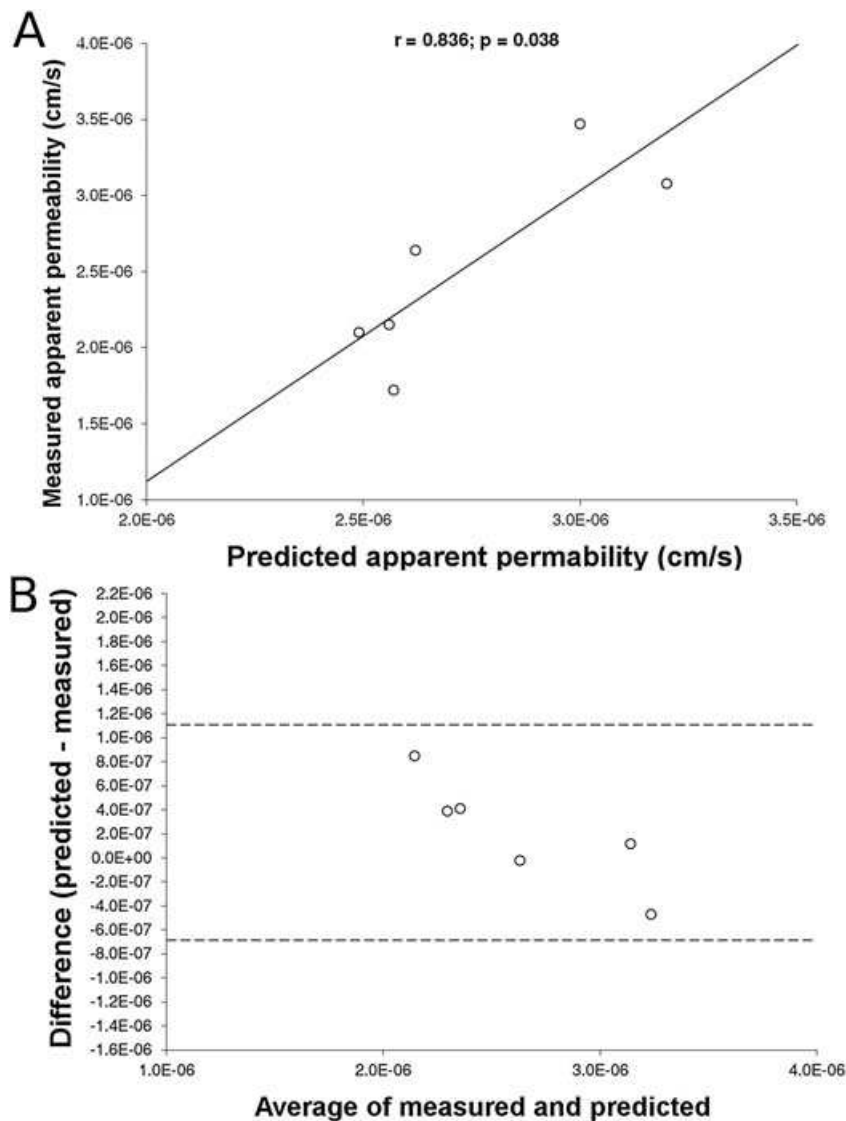 A
r = 0.836; p = 0.038
Measured apparent permeability (cm/s)
4.0E-06
3.5E-06
3.0E-06
2.5E-06
2.0E-06
1.5E-06
1.0E-06
2.0E-06 2.5E-06 3.0E-06 3.5E-06
Predicted apparent permability (cm/s)
B
Difference (predicted - measured)
2.2E-06
2.0E-06
1.8E-06
1.6E-06
1.4E-06
1.2E-06
1.0E-06
8.0E-07
6.0E-07
4.0E-07
2.0E-07
0.0E+00
-2.0E-07
-4.0E-07
-6.0E-07
-8.0E-07
-1.0E-06
-1.2E-06
-1.4E-06
-1.6E-06
1.0E-06 2.0E-06 3.0E-06 4.0E-06
Average of measured and predicted